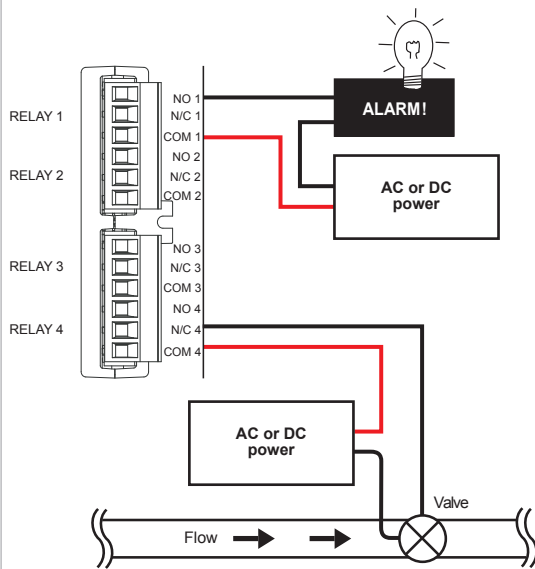 RELAY 1
NO 1
N/C 1
COM 1
RELAY 2
NO 2
N/C 2
COM 2
RELAY 3
NO 3
N/C 3
COM 3
RELAY 4
NO 4
N/C 4
COM 4
ALARM!
AC or DC
power
AC or DC
power
Valve
Flow